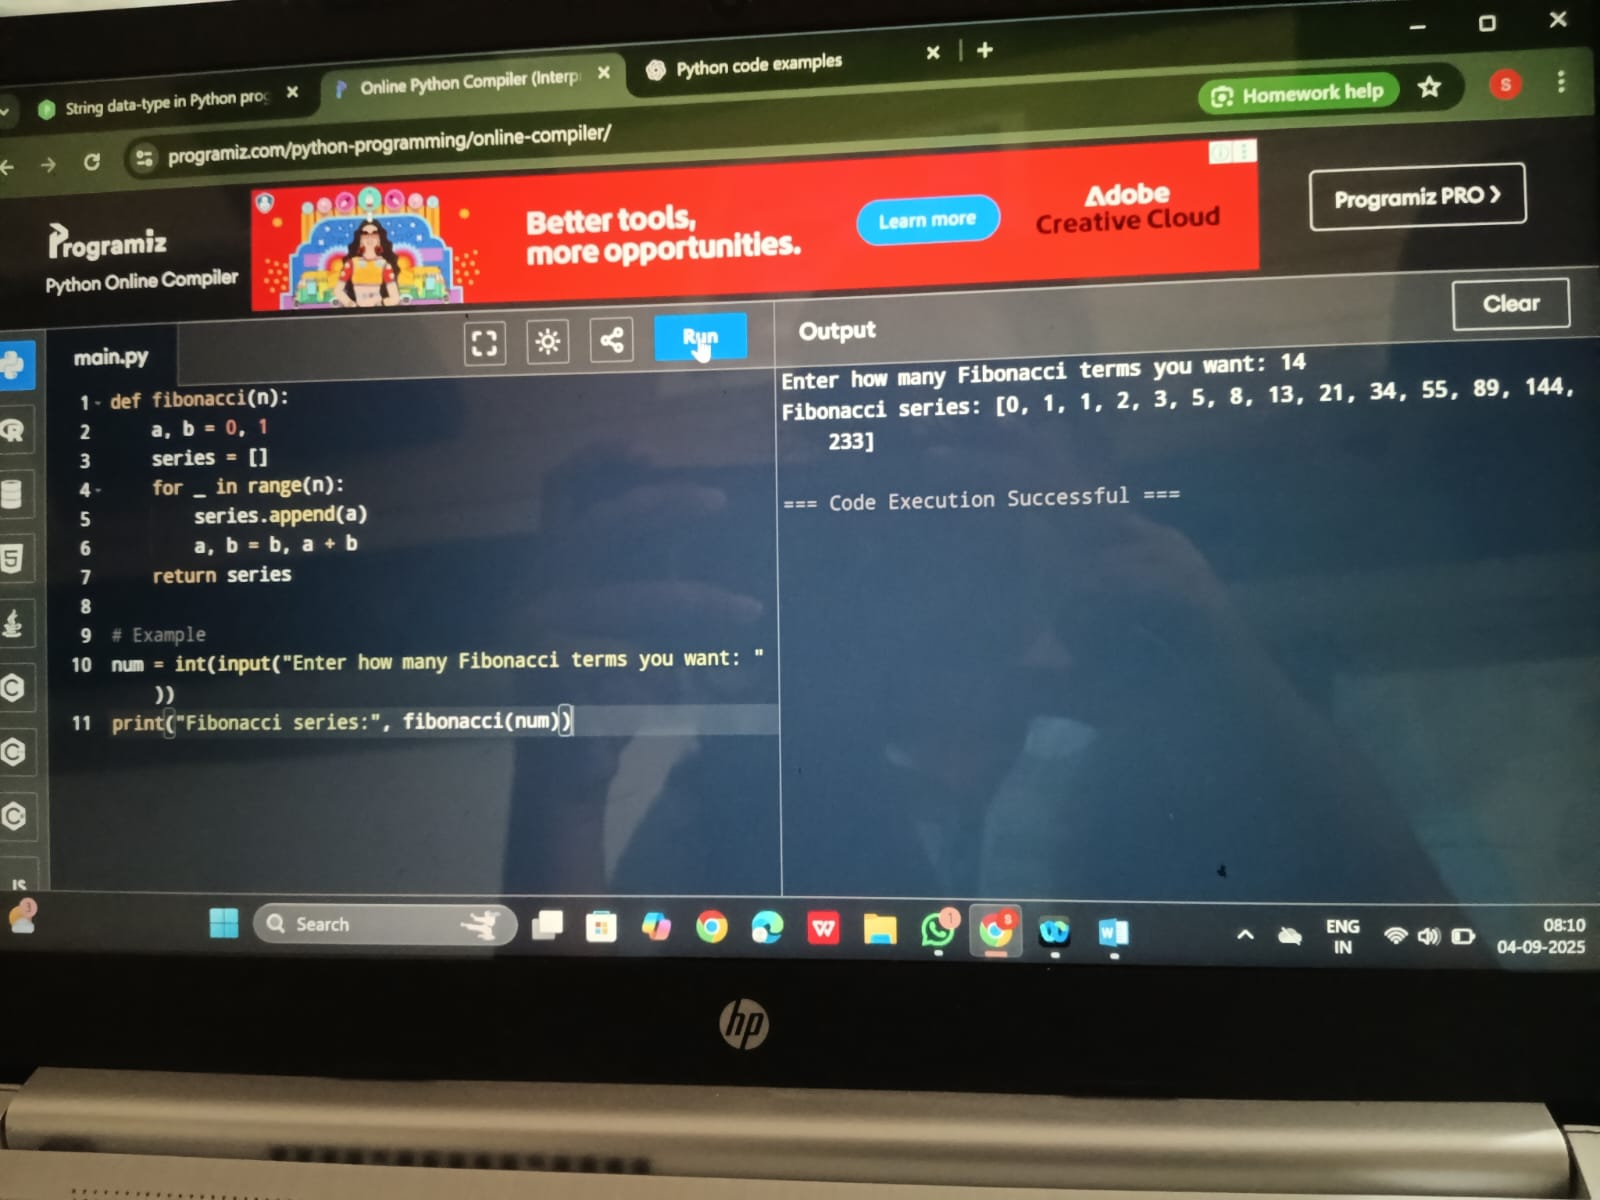 String data-type in Python prog
Online Python Compiler (Interp
Python code examples
programiz.com/python-programming/online-compiler/
Homework help
S
Programiz
Python Online Compiler
Better tools,
more opportunities.
Learn more
Adobe
Creative Cloud
Programiz PRO
main.py
Run
Output
Clear
1 def fibonacci(n):
2     a, b = 0, 1
3     series = []
4     for _ in range(n):
5         series.append(a)
6         a, b = b, a + b
7     return series
8
9 # Example
10 num = int(input("Enter how many Fibonacci terms you want: "
))
11 print("Fibonacci series:", fibonacci(num))
Enter how many Fibonacci terms you want: 14
Fibonacci series: [0, 1, 1, 2, 3, 5, 8, 13, 21, 34, 55, 89, 144,
233]
=== Code Execution Successful ===
R
5
C
C
C
JS
3
Search
W
1
S
W
ENG
IN
08:10
04-09-2025
hp